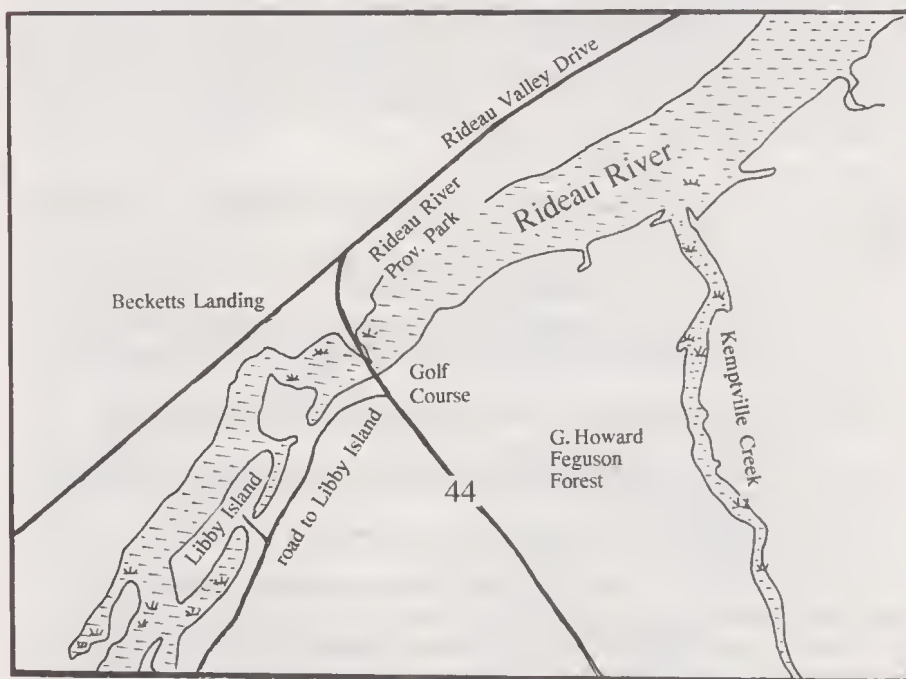 Rideau Valley Drive
Rideau River
Prov. Park
Rideau River
Becketts Landing
Golf
Course
Kemptville Creek
G. Howard
Feguson
Forest
44
Libby Island
road to Libby Island